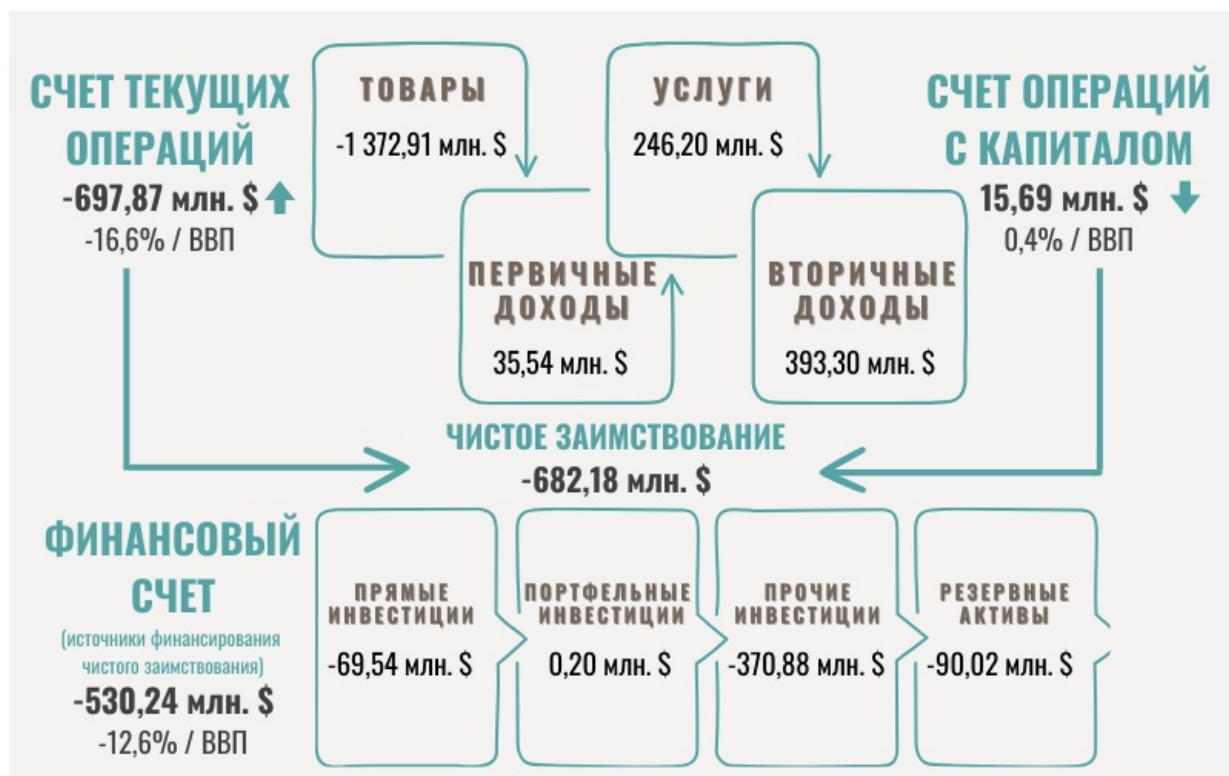 СЧЕТ ТЕКУЩИХ
ОПЕРАЦИЙ
-697,87 млн. $
-16,6% / ВВП
ТОВАРЫ
-1 372,91 млн. $
УСЛУГИ
246,20 млн. $
СЧЕТ ОПЕРАЦИЙ
С КАПИТАЛОМ
15,69 млн. $
0,4% / ВВП
ПЕРВИЧНЫЕ
ДОХОДЫ
35,54 млн. $
ВТОРИЧНЫЕ
ДОХОДЫ
393,30 млн. $
ЧИСТОЕ ЗАИМСТВОВАНИЕ
-682,18 млн. $
ФИНАНСОВЫЙ
СЧЕТ
(источники финансирования
чистого заимствования)
-530,24 млн. $
-12,6% / ВВП
ПРЯМЫЕ
ИНВЕСТИЦИИ
-69,54 млн. $
ПОРТФЕЛЬНЫЕ
ИНВЕСТИЦИИ
0,20 млн. $
ПРОЧИЕ
ИНВЕСТИЦИИ
-370,88 млн. $
РЕЗЕРВНЫЕ
АКТИВЫ
-90,02 млн. $